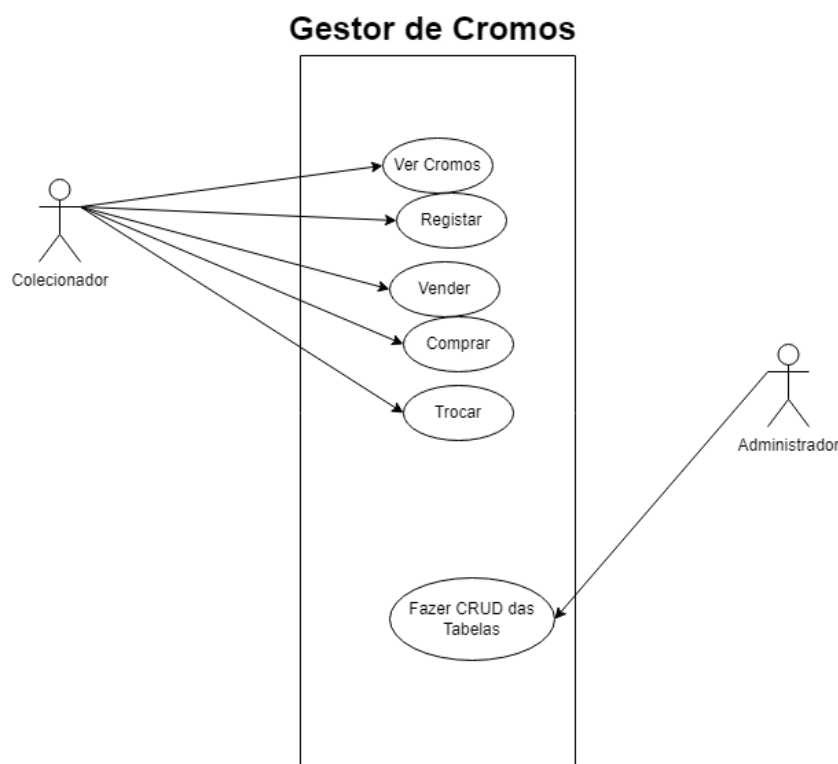 Gestor de Cromos
Ver Cromos
Registar
Colecionador
Vender
Comprar
Trocar
Administrador
Fazer CRUD das
Tabelas